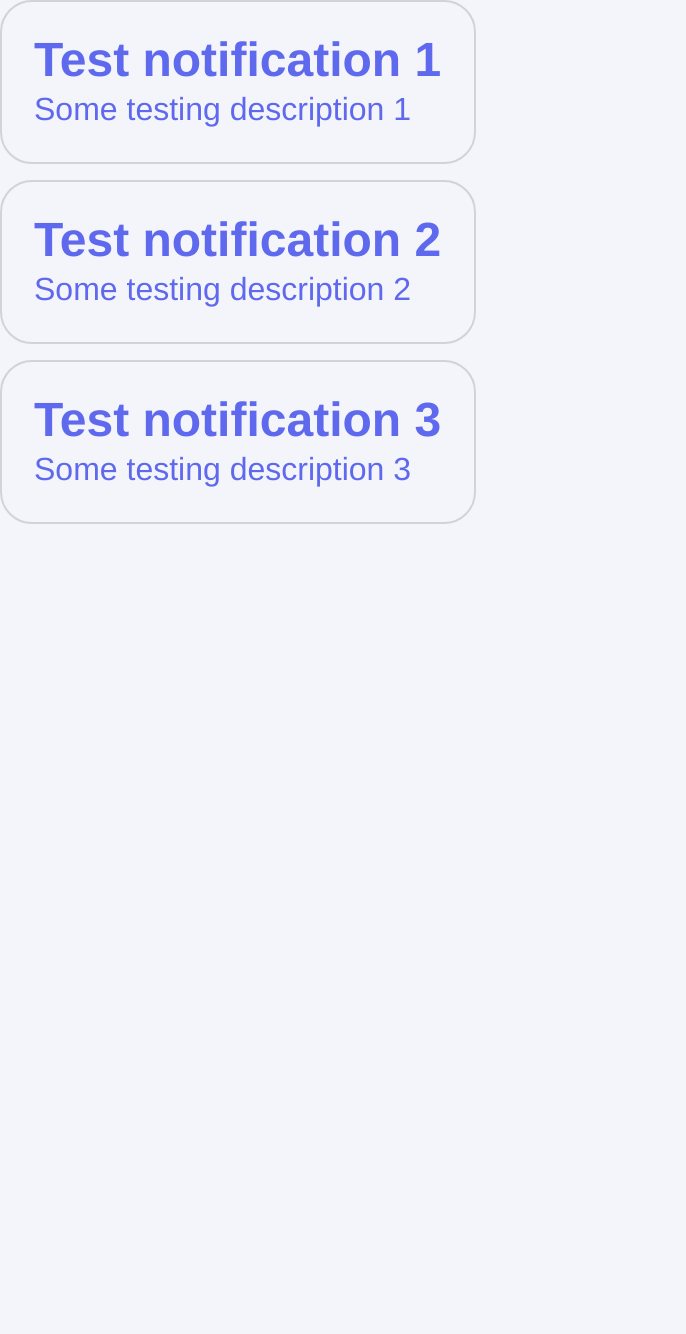 Test notification 1
Some testing description 1
Test notification 2
Some testing description 2
Test notification 3
Some testing description 3